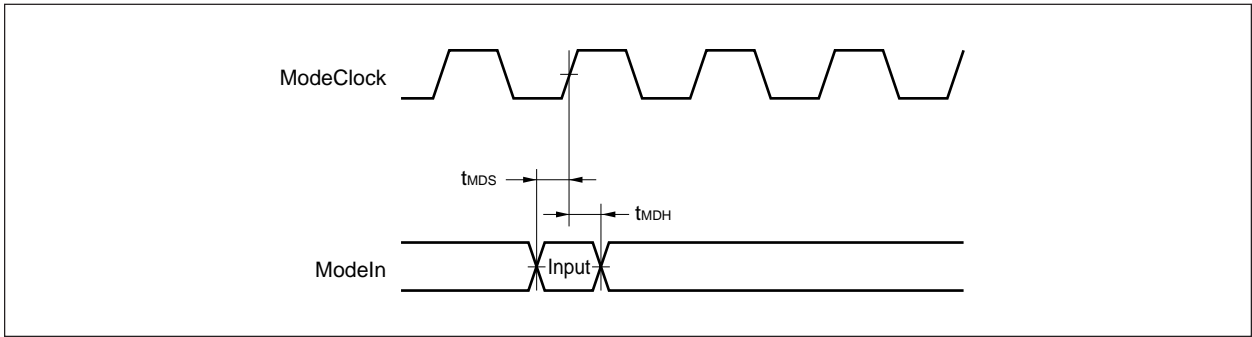 ModeClock
tMDS
tMDH
ModeIn
Input